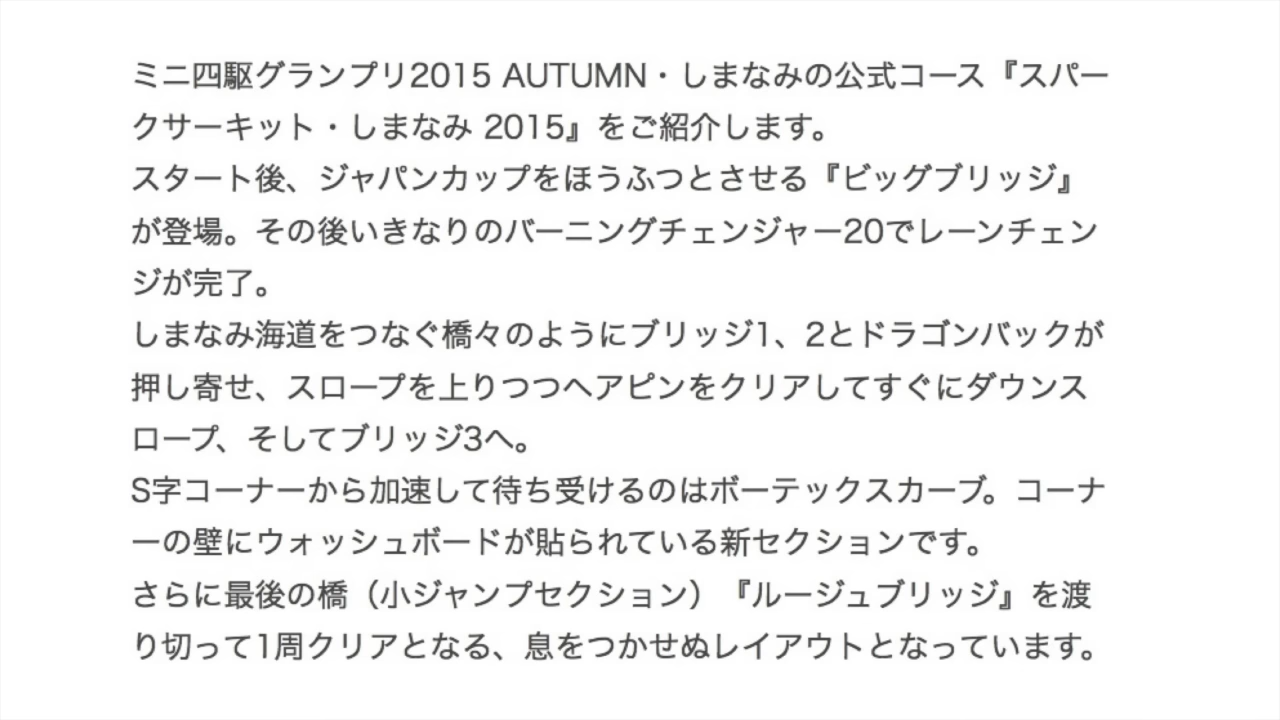 ミニ四駆グランプリ2015 AUTUMN・しまなみの公式コース『スパー
クサーキット・しまなみ 2015』をご紹介します。
スタート後、ジャパンカップをほうふつとさせる『ビッグブリッジ』
が登場。その後いきなりのバーニングチェンジャー20でレーンチェン
ジが完了。
しまなみ海道をつなぐ橋々のようにブリッジ1、2とドラゴンバックが
押し寄せ、スロープを上りつつヘアピンをクリアしてすぐにダウンス
ロープ、そしてブリッジ3へ。
S字コーナーから加速して待ち受けるのはボーテックスカーブ。コーナ
ーの壁にウォッシュボードが貼られている新セクションです。
さらに最後の橋（小ジャンプセクション）『ルージュブリッジ』を渡
り切って1周クリアとなる、息をつかせぬレイアウトとなっています。